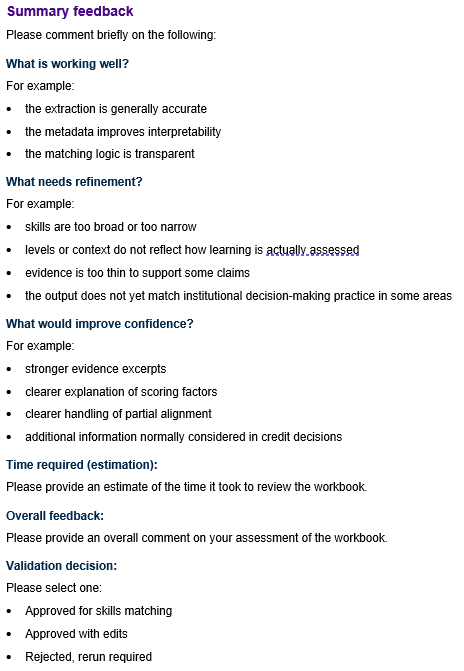 Summary feedback
Please comment briefly on the following:
What is working well?
For example:
• the extraction is generally accurate
• the metadata improves interpretability
• the matching logic is transparent
What needs refinement?
For example:
• skills are too broad or too narrow
• levels or context do not reflect how learning is actually assessed
• evidence is too thin to support some claims
• the output does not yet match institutional decision-making practice in some areas
What would improve confidence?
For example:
• stronger evidence excerpts
• clearer explanation of scoring factors
• clearer handling of partial alignment
• additional information normally considered in credit decisions
Time required (estimation):
Please provide an estimate of the time it took to review the workbook.
Overall feedback:
Please provide an overall comment on your assessment of the workbook.
Validation decision:
Please select one:
• Approved for skills matching
• Approved with edits
• Rejected, rerun required